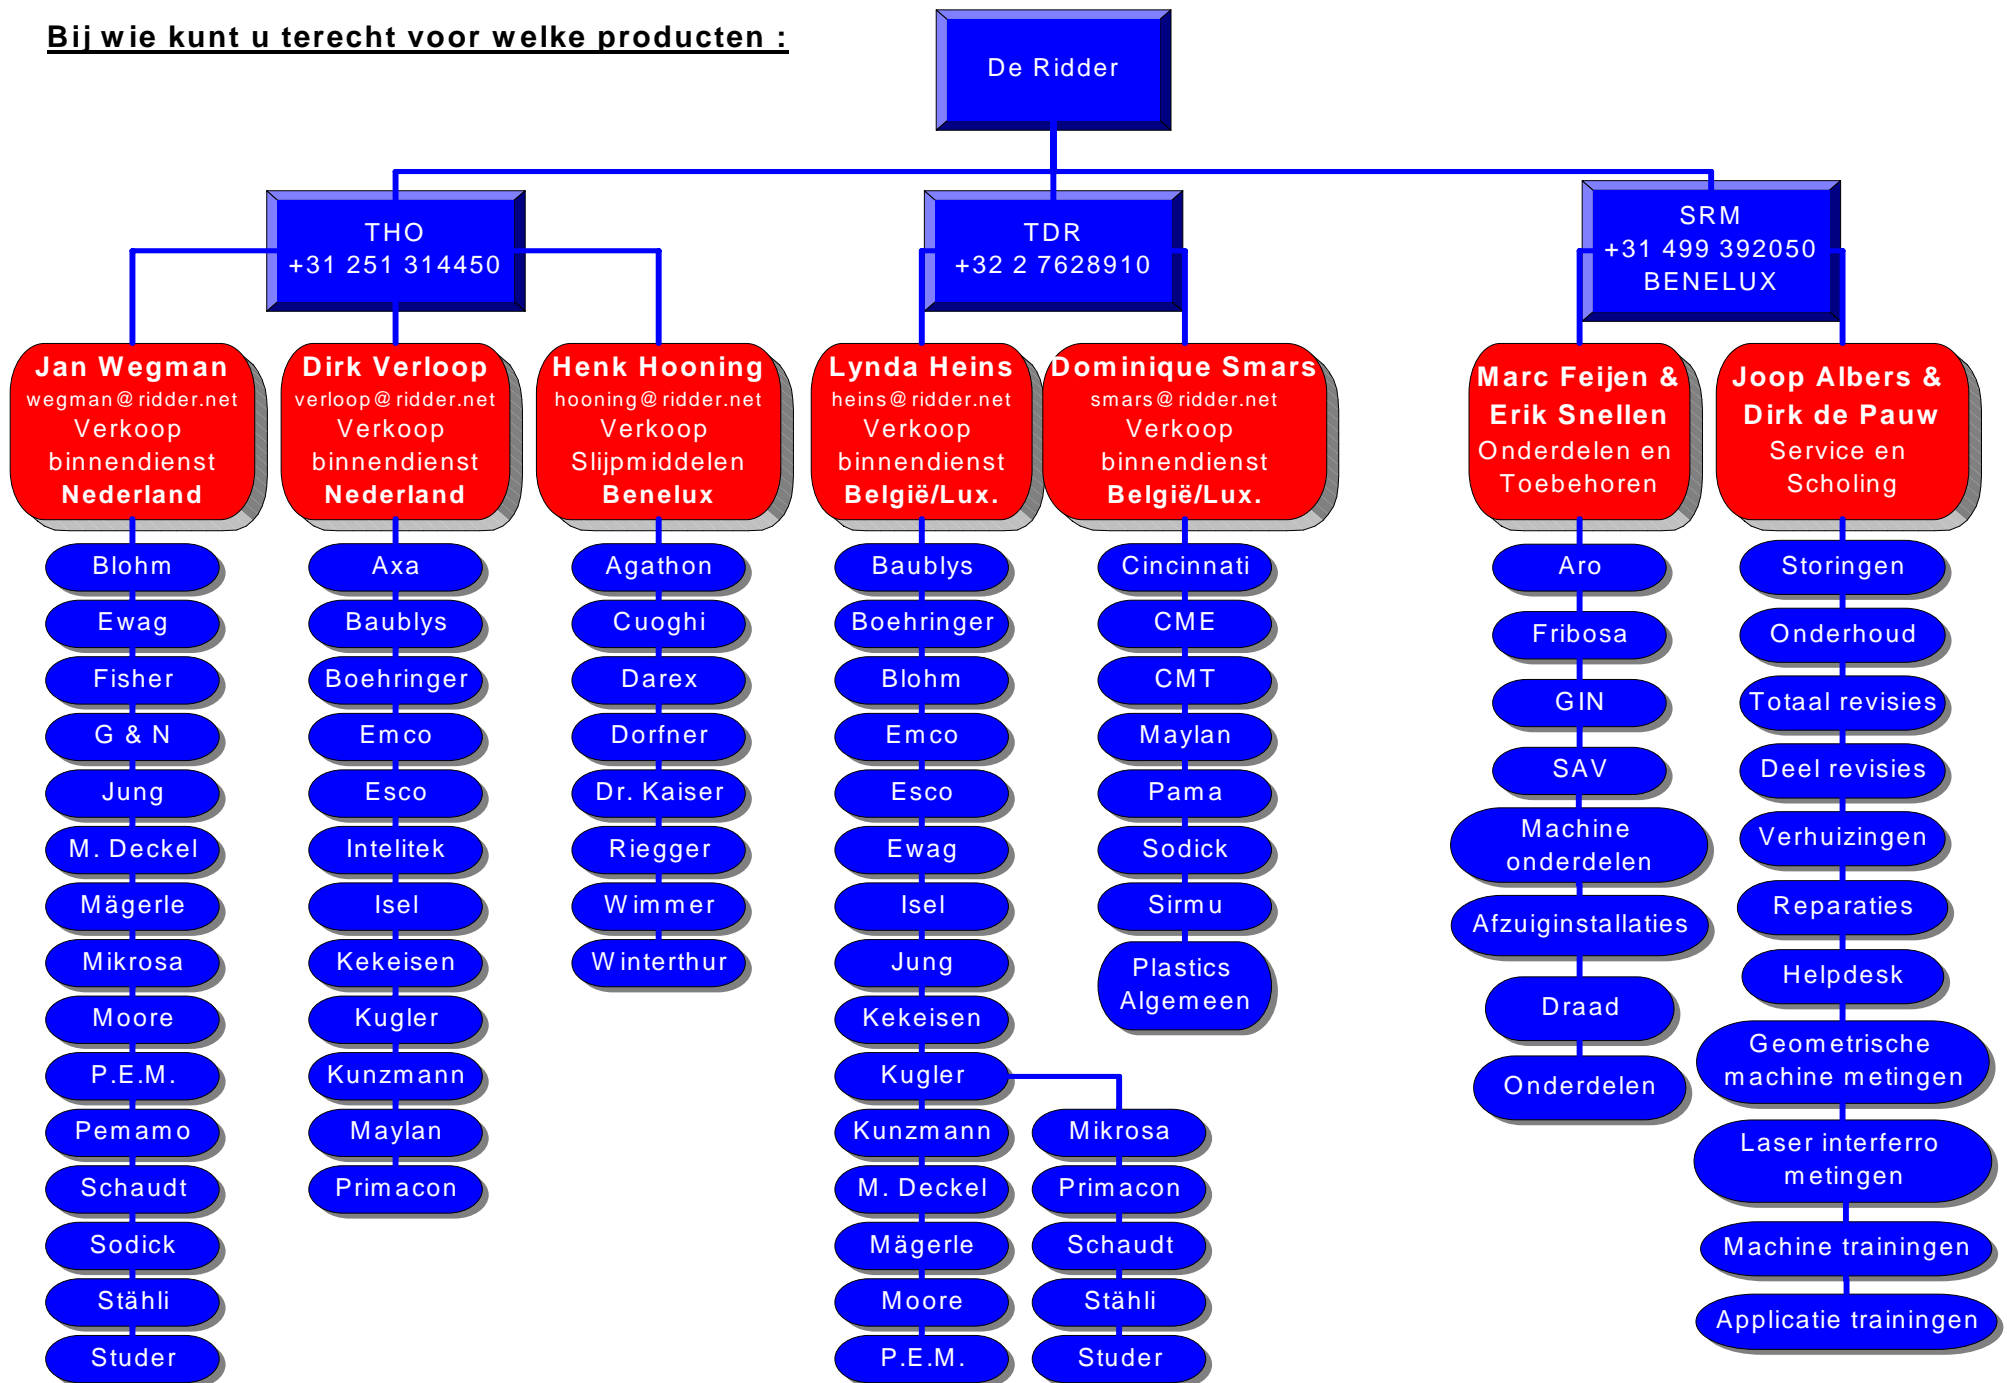 Bij wie kunt u terecht voor welke producten :
De Ridder
THO
+31 251 314450
TDR
+32 2 7628910
SRM
+31 499 392050
BENELUX
Jan Wegman
wegman@ridder.net
Verkoop
binnendienst
Nederland
Blohm
Ewag
Fisher
G & N
Jung
M. Deckel
Mägerle
Mikrosa
Moore
P.E.M.
Pemamo
Schaudt
Sodick
Stähli
Studer
Dirk Verloop
verloop@ridder.net
Verkoop
binnendienst
Nederland
Axa
Baublys
Boehringer
Emco
Esco
Intelitek
Isel
Kekeisen
Kugler
Kunzmann
Maylan
Primacon
Henk Hooning
hooning@ridder.net
Verkoop
Slijpmiddelen
Benelux
Agathon
Cuoghi
Darex
Dorfner
Dr. Kaiser
Riegger
Wimmer
Winterthur
Lynda Heins
heins@ridder.net
Verkoop
binnendienst
België/Lux.
Baublys
Boehringer
Blohm
Emco
Esco
Ewag
Isel
Jung
Kekeisen
Kugler
Kunzmann
M. Deckel
Mägerle
Moore
P.E.M.
Mikrosa
Primacon
Schaudt
Stähli
Studer
Dominique Smars
smars@ridder.net
Verkoop
binnendienst
België/Lux.
Cincinnati
CME
CMT
Maylan
Pama
Sodick
Sirmu
Plastics
Algemeen
Marc Feijen &
Erik Snellen
Onderdelen en
Toebehoren
Aro
Fribosa
GIN
SAV
Machine
onderdelen
Afzuiginstallaties
Draad
Onderdelen
Joop Albers &
Dirk de Pauw
Service en
Scholing
Storingen
Onderhoud
Totaal revisies
Deel revisies
Verhuizingen
Reparaties
Helpdesk
Geometrische
machine metingen
Laser interferro
metingen
Machine trainingen
Applicatie trainingen